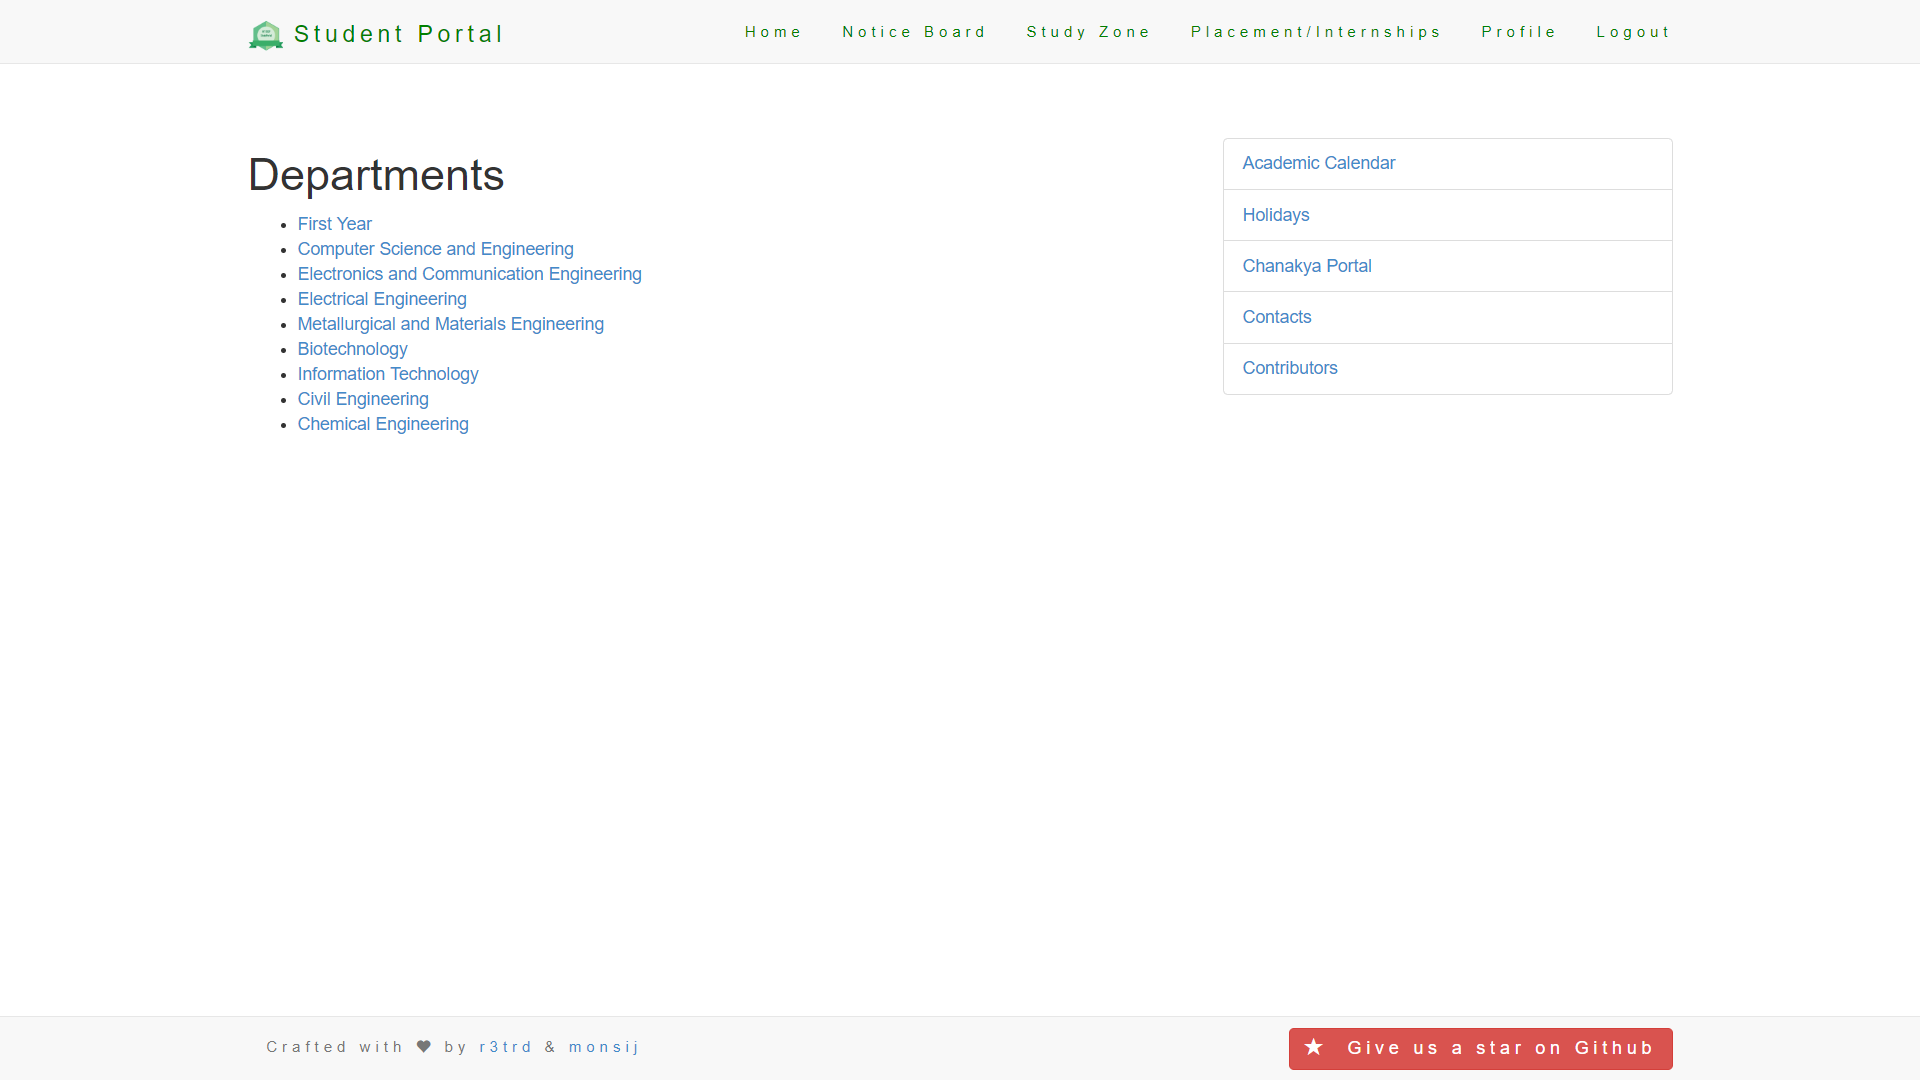 Student Portal
Home
Notice Board
Study Zone
Placement/Internships
Profile
Logout
Departments
First Year
Computer Science and Engineering
Electronics and Communication Engineering
Electrical Engineering
Metallurgical and Materials Engineering
Biotechnology
Information Technology
Civil Engineering
Chemical Engineering
Academic Calendar
Holidays
Chanakya Portal
Contacts
Contributors
Crafted with ♥ by r3trd & monsij
★ Give us a star on Github